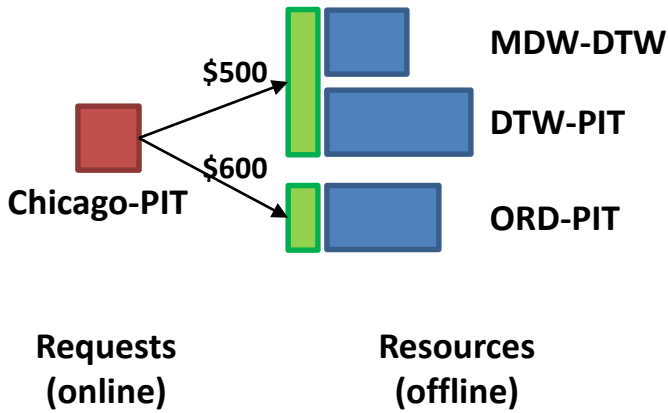 MDW-DTW
$500
DTW-PIT
$600
Chicago-PIT
ORD-PIT
Requests
(online)
Resources
(offline)